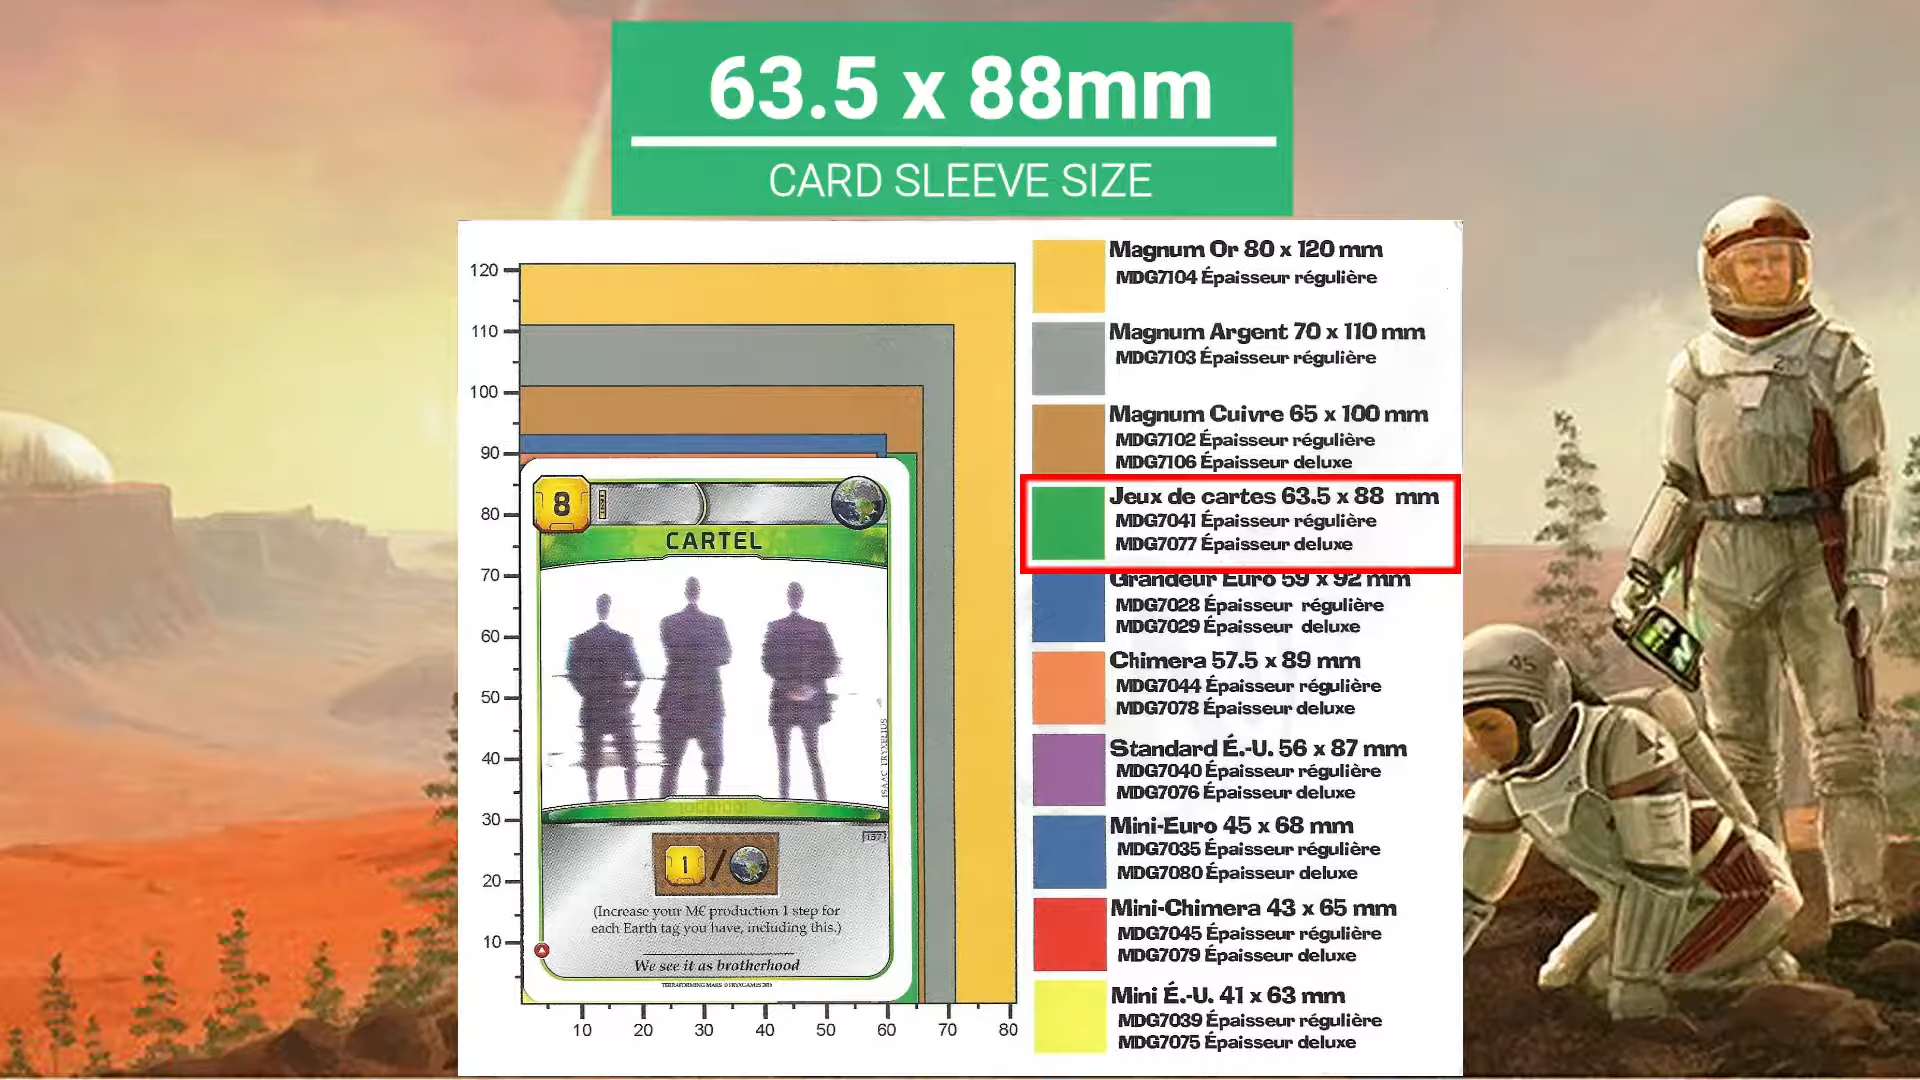 63.5 x 88mm
CARD SLEEVE SIZE
120
110
100
90
80
70
60
50
40
30
20
10
10 20 30 40 50 60 70 80
8
CARTEL
ISAAC FRYXELIUS
157
1 /
(Increase your M€ production 1 step for
each Earth tag you have, including this.)
We see it as brotherhood
TERRAFORMING MARS © FRYXGAMES 2016
Magnum Or 80 x 120 mm
MDG7104 Épaisseur régulière
Magnum Argent 70 x 110 mm
MDG7103 Épaisseur régulière
Magnum Cuivre 65 x 100 mm
MDG7102 Épaisseur régulière
MDG7106 Épaisseur deluxe
Jeux de cartes 63.5 x 88 mm
MDG7041 Épaisseur régulière
MDG7077 Épaisseur deluxe
Grandeur Euro 59 x 92 mm
MDG7028 Épaisseur régulière
MDG7029 Épaisseur deluxe
Chimera 57.5 x 89 mm
MDG7044 Épaisseur régulière
MDG7078 Épaisseur deluxe
Standard É.-U. 56 x 87 mm
MDG7040 Épaisseur régulière
MDG7076 Épaisseur deluxe
Mini-Euro 45 x 68 mm
MDG7035 Épaisseur régulière
MDG7080 Épaisseur deluxe
Mini-Chimera 43 x 65 mm
MDG7045 Épaisseur régulière
MDG7079 Épaisseur deluxe
Mini É.-U. 41 x 63 mm
MDG7039 Épaisseur régulière
MDG7075 Épaisseur deluxe
45